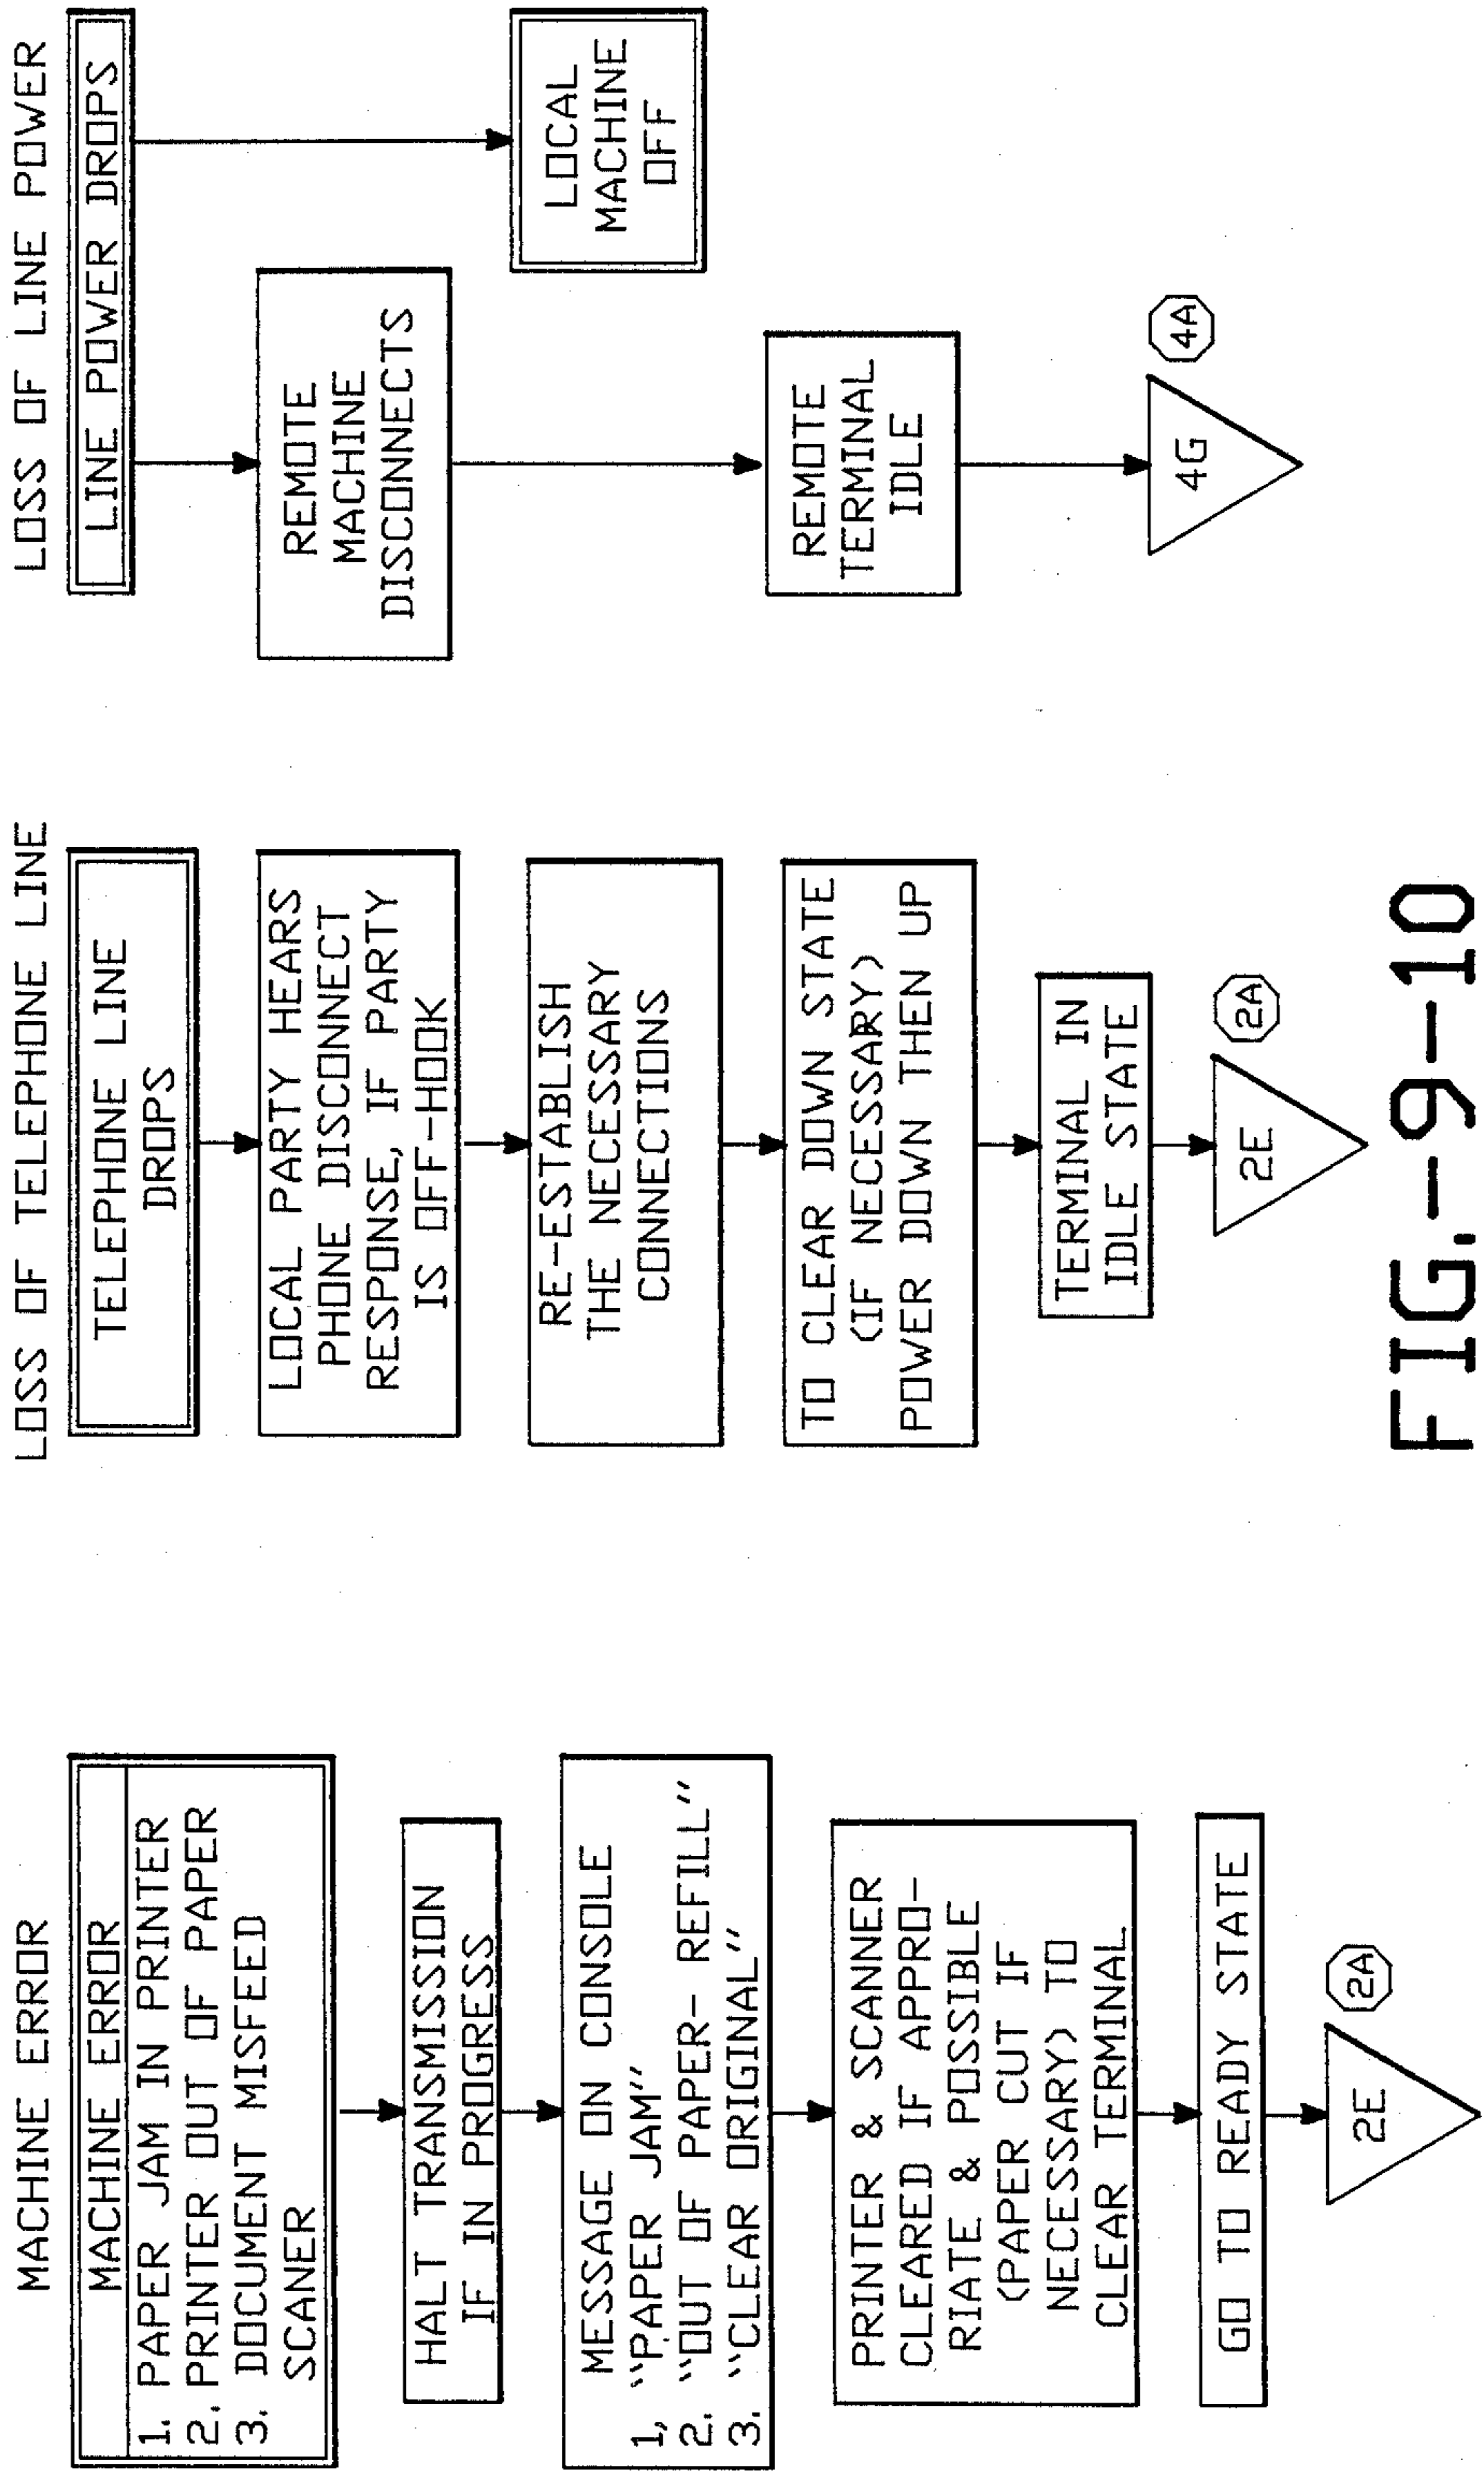 MACHINE ERROR
MACHINE ERROR
1. PAPER JAM IN PRINTER
2. PRINTER OUT OF PAPER
3. DOCUMENT MISFEED
SCANER
HALT TRANSMISSION
IF IN PROGRESS
MESSAGE ON CONSOLE
1, "PAPER JAM"
2. "OUT OF PAPER- REFILL"
3. "CLEAR ORIGINAL"
PRINTER & SCANNER
CLEARED IF APPRO-
RIATE & POSSIBLE
(PAPER CUT IF
NECESSARY) TO
CLEAR TERMINAL
GO TO READY STATE
2E
2A
LOSS OF TELEPHONE LINE
TELEPHONE LINE
DROPS
LOCAL PARTY HEARS
PHONE DISCONNECT
RESPONSE, IF PARTY
IS OFF-HOOK
RE-ESTABLISH
THE NECESSARY
CONNECTIONS
TO CLEAR DOWN STATE
(IF NECESSARY)
POWER DOWN THEN UP
TERMINAL IN
IDLE STATE
2E
2A
LOSS OF LINE POWER
LINE POWER DROPS
REMOTE
MACHINE
DISCONNECTS
LOCAL
MACHINE
OFF
REMOTE
TERMINAL
IDLE
4G
4A
FIG.-9-10